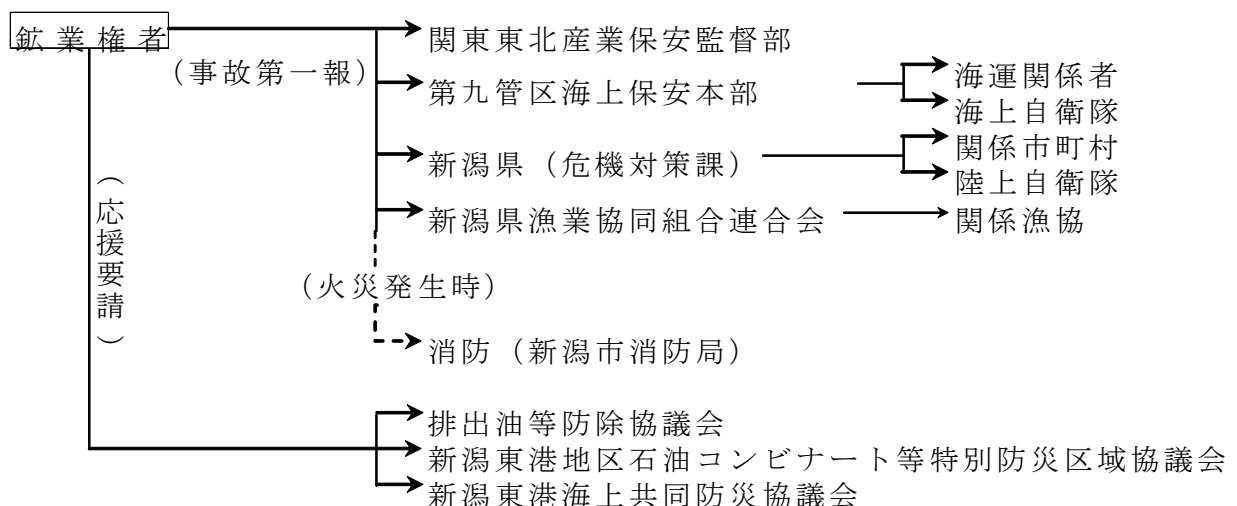 鉱業権者
(事故第一報)
関東東北産業保安監督部
第九管区海上保安本部
海運関係者
海上自衛隊
新潟県(危機対策課)
関係市町村
陸上自衛隊
新潟県漁業協同組合連合会
関係漁協
(応援要請)
(火災発生時)
消防(新潟市消防局)
排出油等防除協議会
新潟東港地区石油コンビナート等特別防災区域協議会
新潟東港海上共同防災協議会